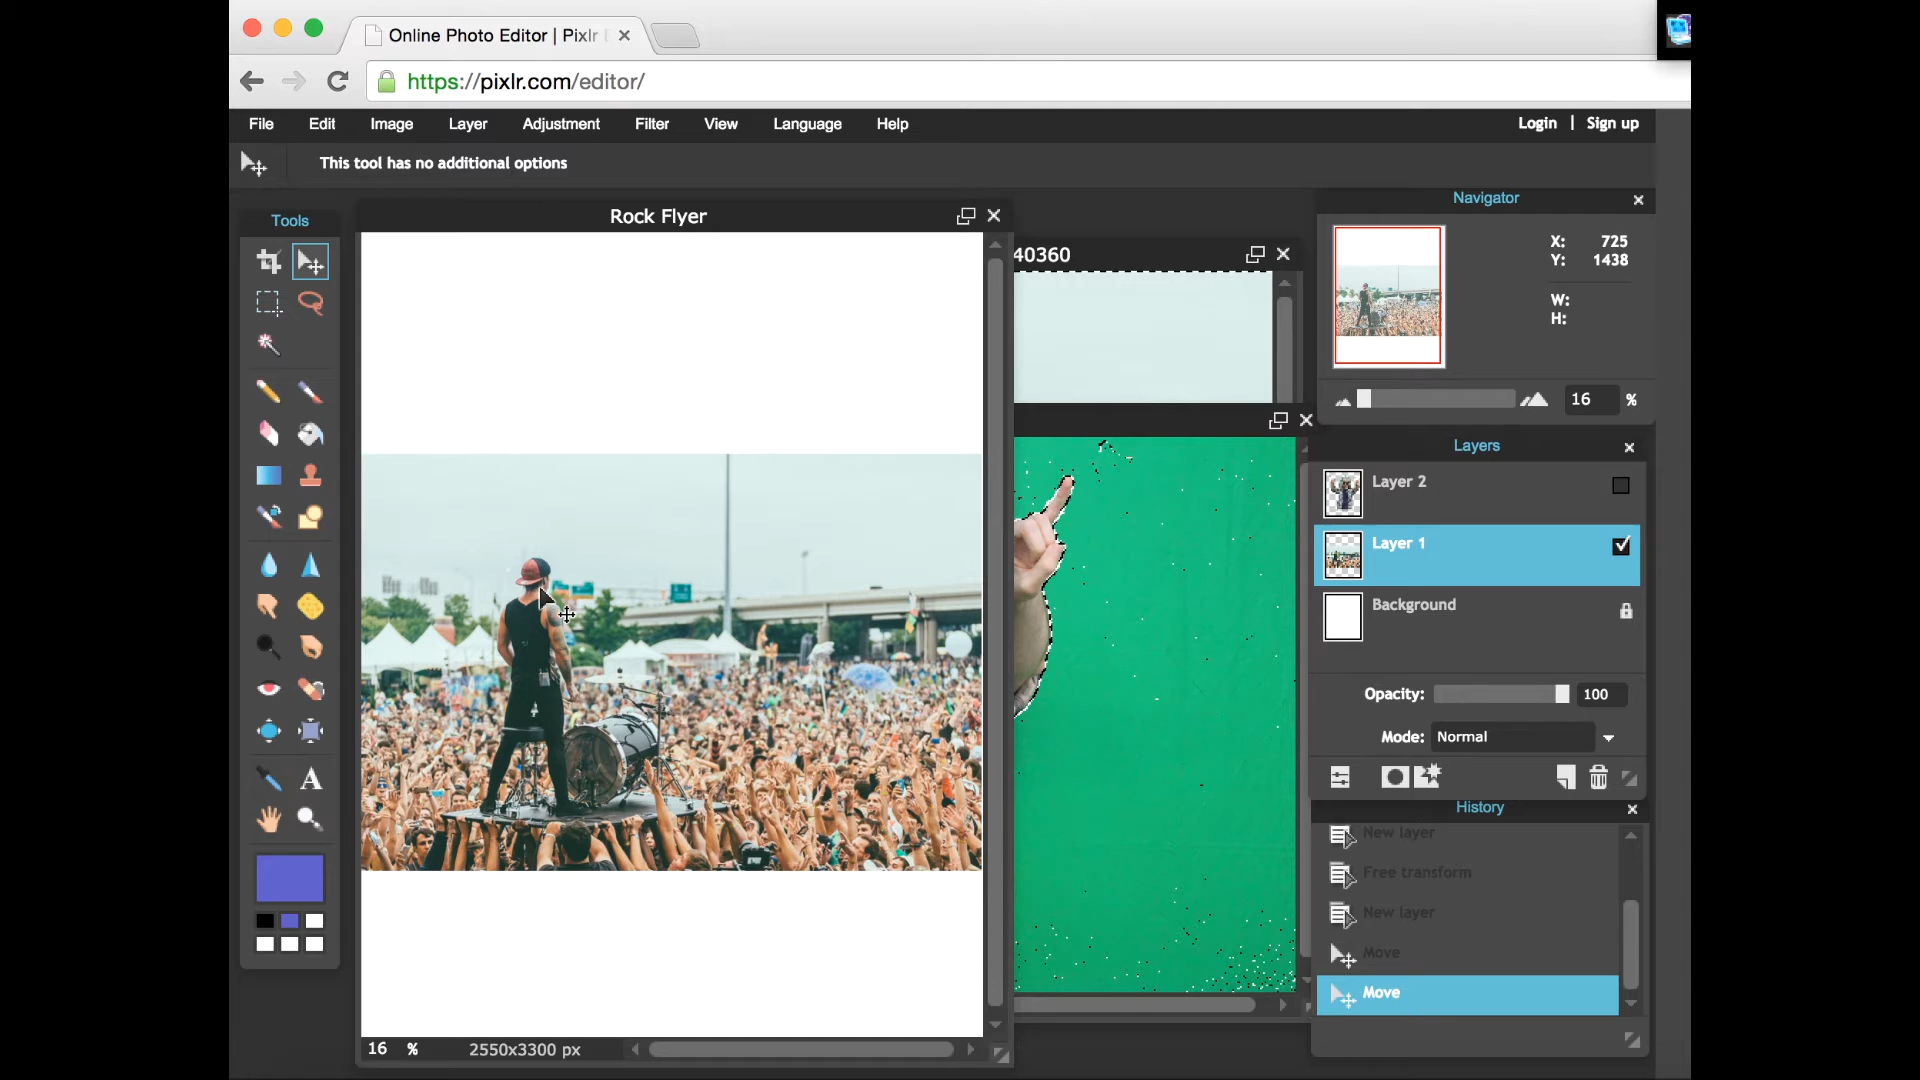 Online Photo Editor | Pixlr
https://pixlr.com/editor/
File Edit Image Layer Adjustment Filter View Language Help Login | Sign up
This tool has no additional options
Tools
Rock Flyer
40360
Navigator
X: 725
Y: 1438
W:
H:
16 %
Layers
Layer 2
Layer 1
Background
Opacity: 100
Mode: Normal
History
New layer
Free transform
New layer
Move
Move
A
16 % 2550x3300 px